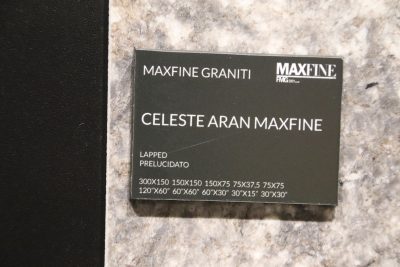 MAXFINE GRANITI
MAXFINE
FMG
CELESTE ARAN MAXFINE
LAPPED
PRELUCIDATO
300X150 150X150 150X75 75X37,5 75X75
120"X60" 60"X60" 60"X30" 30"X15" 30"X30"